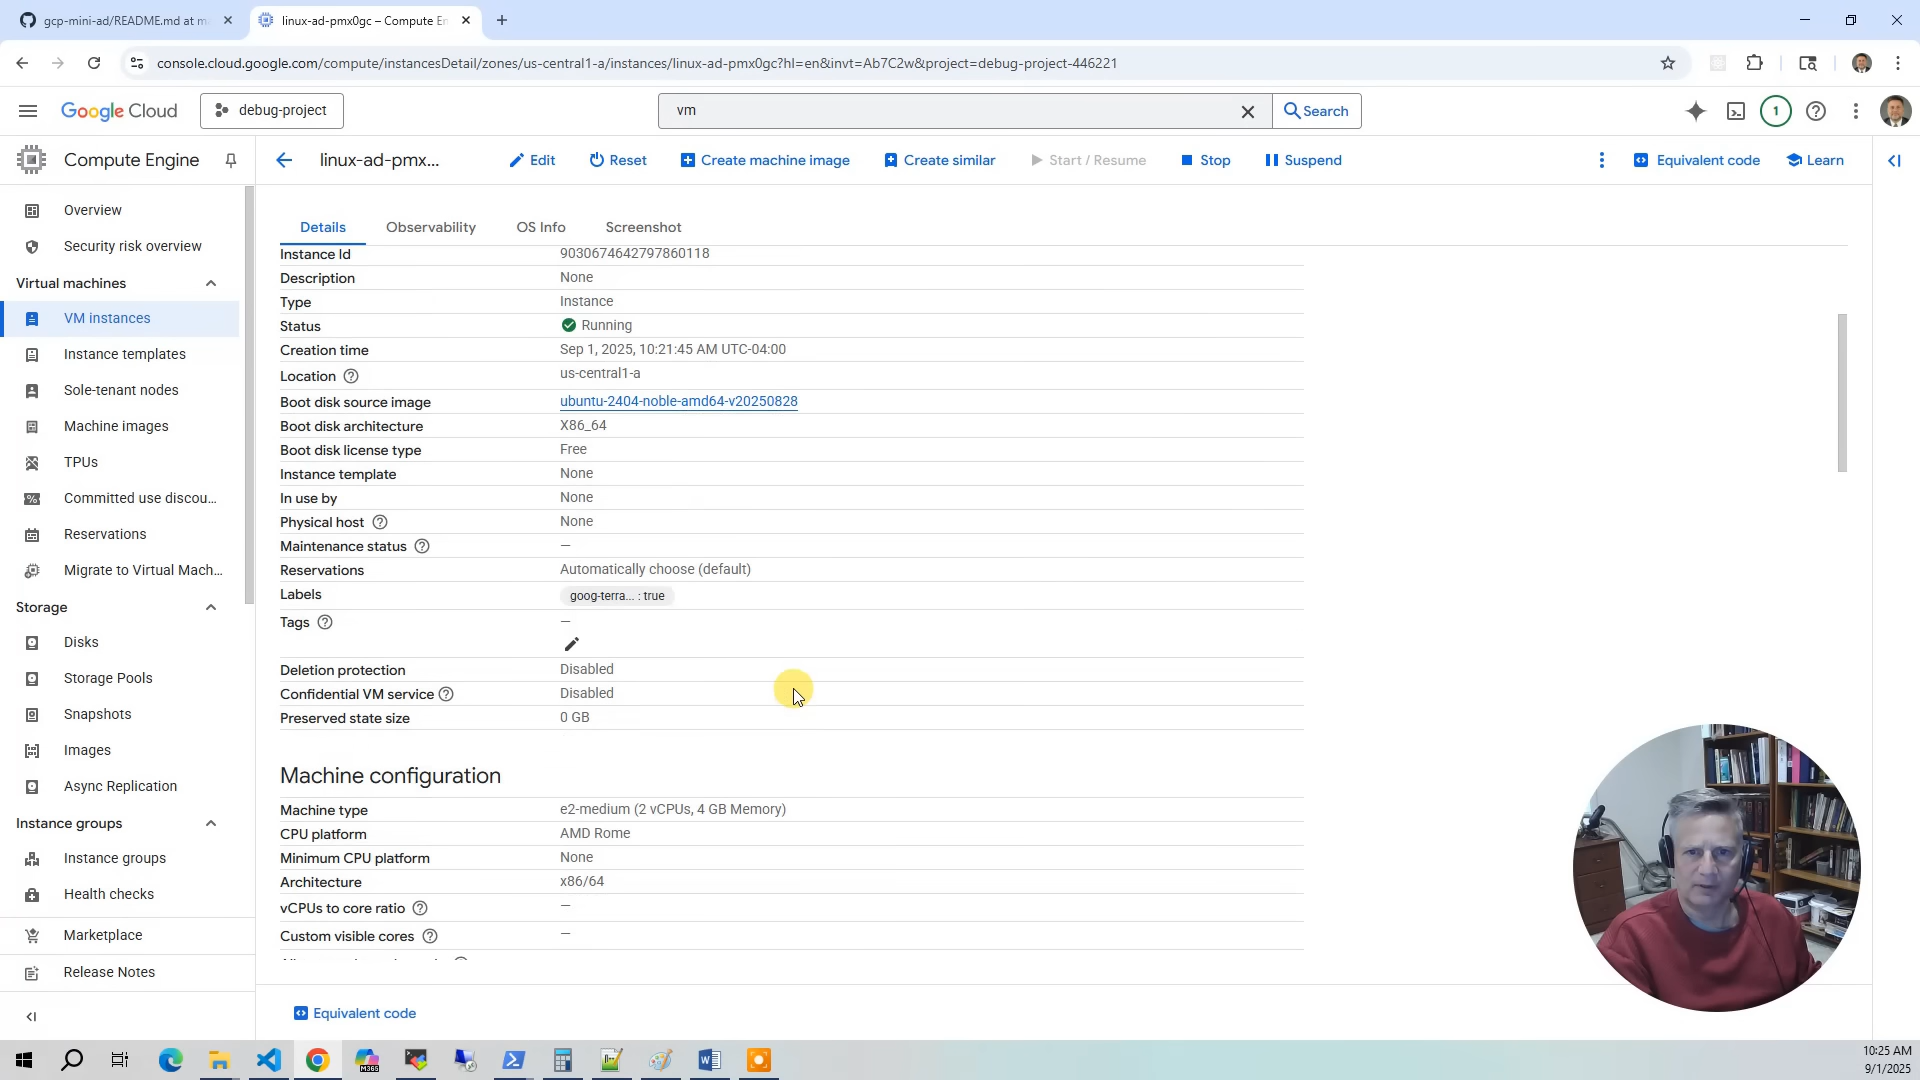 gcp-mini-ad/README.md at m
linux-ad-pmx0gc – Compute En
console.cloud.google.com/compute/instancesDetail/zones/us-central1-a/instances/linux-ad-pmx0gc?hl=en&invt=Ab7C2w&project=debug-project-446221
Google Cloud
debug-project
vm
Search
1
Compute Engine
linux-ad-pmx...
Edit
Reset
Create machine image
Create similar
Start / Resume
Stop
Suspend
Equivalent code
Learn
Overview
Security risk overview
Virtual machines
VM instances
Instance templates
Sole-tenant nodes
Machine images
TPUs
Committed use discou...
Reservations
Migrate to Virtual Mach...
Storage
Disks
Storage Pools
Snapshots
Images
Async Replication
Instance groups
Instance groups
Health checks
Marketplace
Release Notes
Details
Observability
OS Info
Screenshot
Instance Id 9030674642797860118
Description None
Type Instance
Status Running
Creation time Sep 1, 2025, 10:21:45 AM UTC-04:00
Location us-central1-a
Boot disk source image ubuntu-2404-noble-amd64-v20250828
Boot disk architecture X86_64
Boot disk license type Free
Instance template None
In use by None
Physical host None
Maintenance status —
Reservations Automatically choose (default)
Labels goog-terra... : true
Tags —
Deletion protection Disabled
Confidential VM service Disabled
Preserved state size 0 GB
Machine configuration
Machine type e2-medium (2 vCPUs, 4 GB Memory)
CPU platform AMD Rome
Minimum CPU platform None
Architecture x86/64
vCPUs to core ratio —
Custom visible cores —
Equivalent code
10:25 AM
9/1/2025